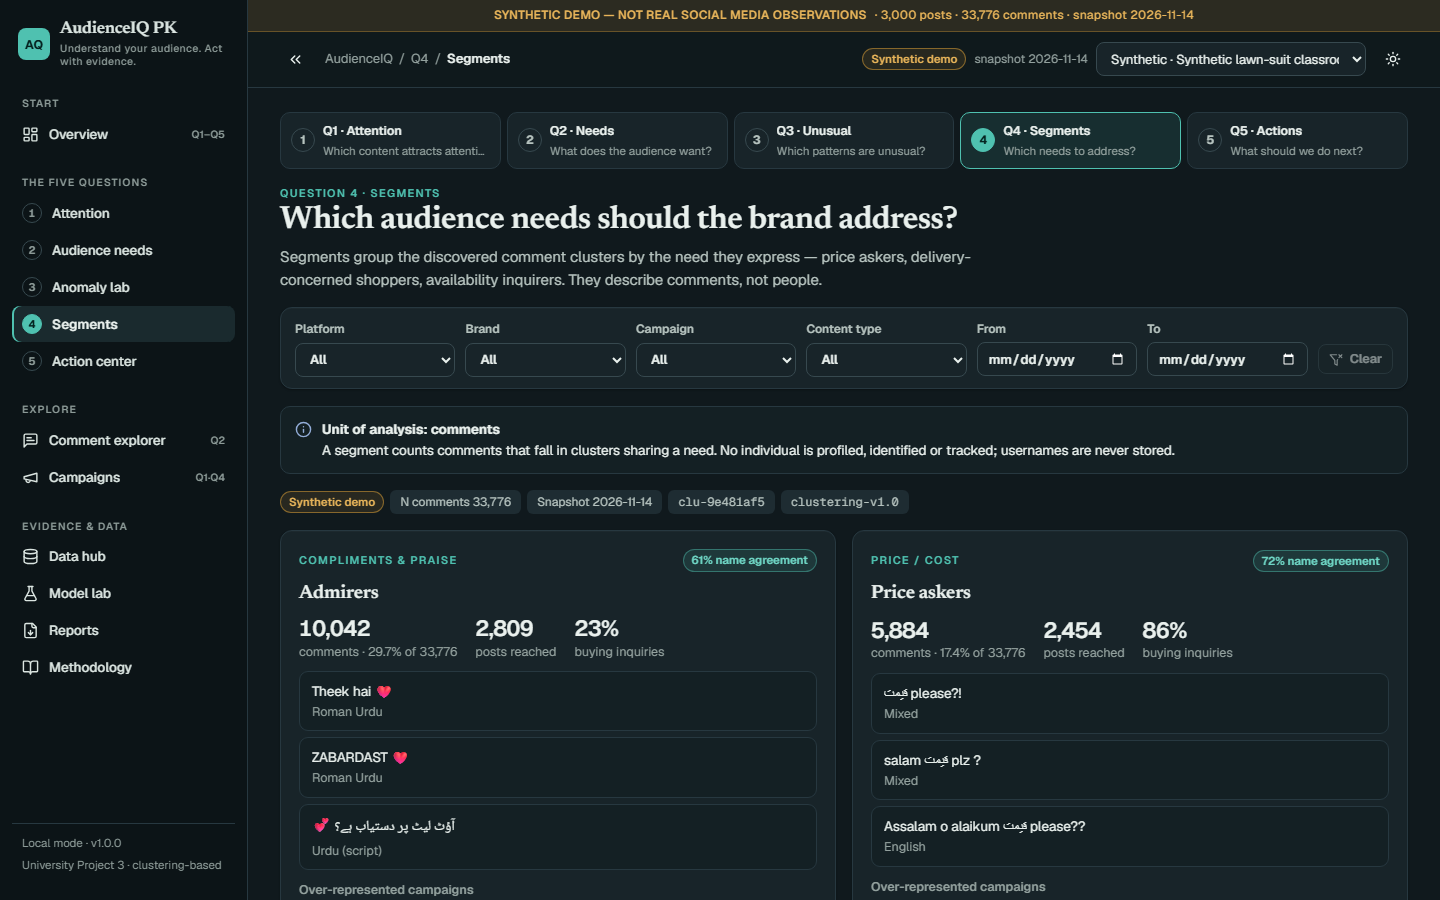 SYNTHETIC DEMO — NOT REAL SOCIAL MEDIA OBSERVATIONS · 3,000 posts · 33,776 comments · snapshot 2026-11-14
AQ
AudienceIQ PK
Understand your audience. Act
with evidence.
START
Overview Q1–Q5
THE FIVE QUESTIONS
1 Attention
2 Audience needs
3 Anomaly lab
4 Segments
5 Action center
EXPLORE
Comment explorer Q2
Campaigns Q1-Q4
EVIDENCE & DATA
Data hub
Model lab
Reports
Methodology
Local mode · v1.0.0
University Project 3 · clustering-based
AudienceIQ / Q4 / Segments
Synthetic demo snapshot 2026-11-14 Synthetic · Synthetic lawn-suit classroo
1 Q1 · Attention
Which content attracts attenti...
2 Q2 · Needs
What does the audience want?
3 Q3 · Unusual
Which patterns are unusual?
4 Q4 · Segments
Which needs to address?
5 Q5 · Actions
What should we do next?
QUESTION 4 · SEGMENTS
Which audience needs should the brand address?
Segments group the discovered comment clusters by the need they express — price askers, delivery-
concerned shoppers, availability inquirers. They describe comments, not people.
Platform Brand Campaign Content type From To
All All All All mm/dd/yyyy mm/dd/yyyy Clear
Unit of analysis: comments
A segment counts comments that fall in clusters sharing a need. No individual is profiled, identified or tracked; usernames are never stored.
Synthetic demo N comments 33,776 Snapshot 2026-11-14 clu-9e481af5 clustering-v1.0
COMPLIMENTS & PRAISE 61% name agreement
Admirers
10,042 2,809 23%
comments · 29.7% of 33,776 posts reached buying inquiries
Theek hai 💗
Roman Urdu
ZABARDAST 💗
Roman Urdu
آؤٹ لیٹ پر دستیاب ہے؟ 💕
Urdu (script)
Over-represented campaigns
PRICE / COST 72% name agreement
Price askers
5,884 2,454 86%
comments · 17.4% of 33,776 posts reached buying inquiries
قیمت please?!
Mixed
salam قیمت plz ?
Mixed
Assalam o alaikum قیمت please??
English
Over-represented campaigns